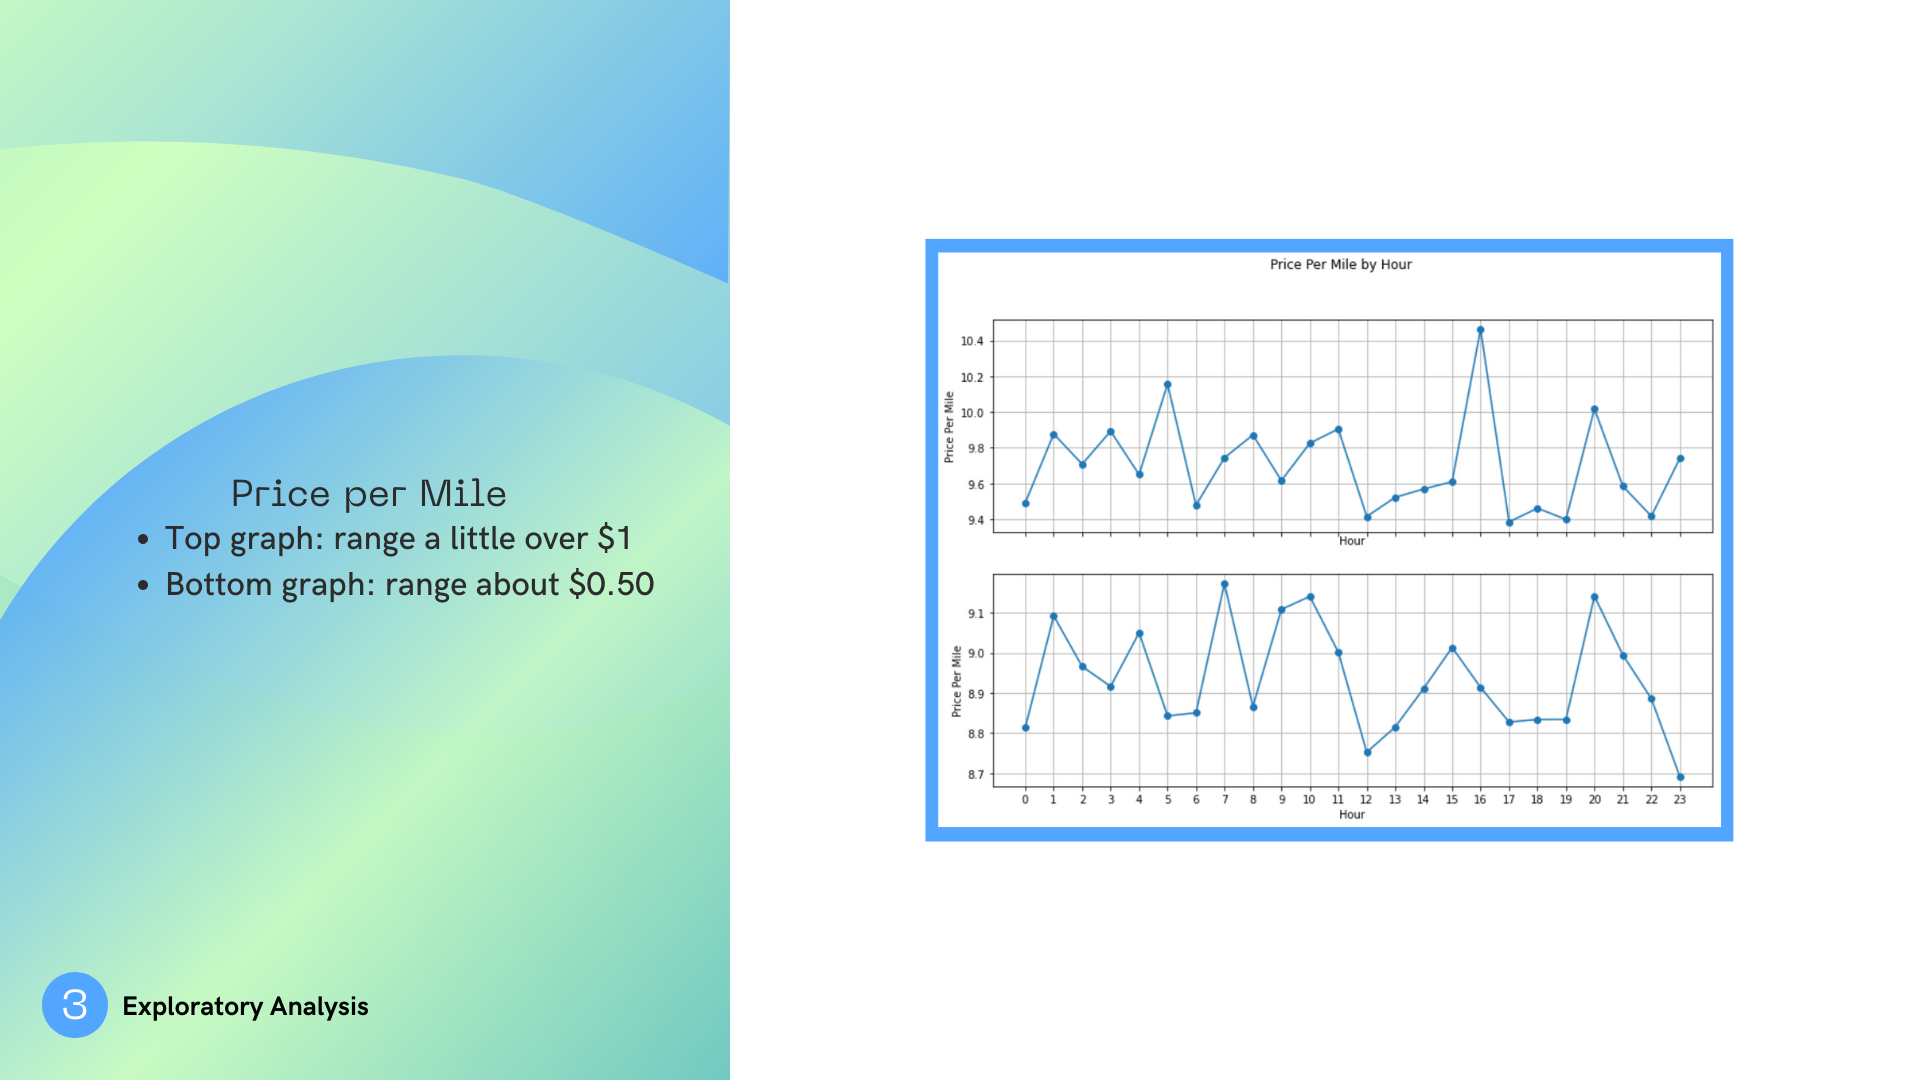 Price per Mile
• Top graph: range a little over $1
• Bottom graph: range about $0.50
3 Exploratory Analysis
Price Per Mile by Hour
Price Per Mile
10.4
10.2
10.0
9.8
9.6
9.4
Hour
Price Per Mile
9.1
9.0
8.9
8.8
8.7
0 1 2 3 4 5 6 7 8 9 10 11 12 13 14 15 16 17 18 19 20 21 22 23
Hour